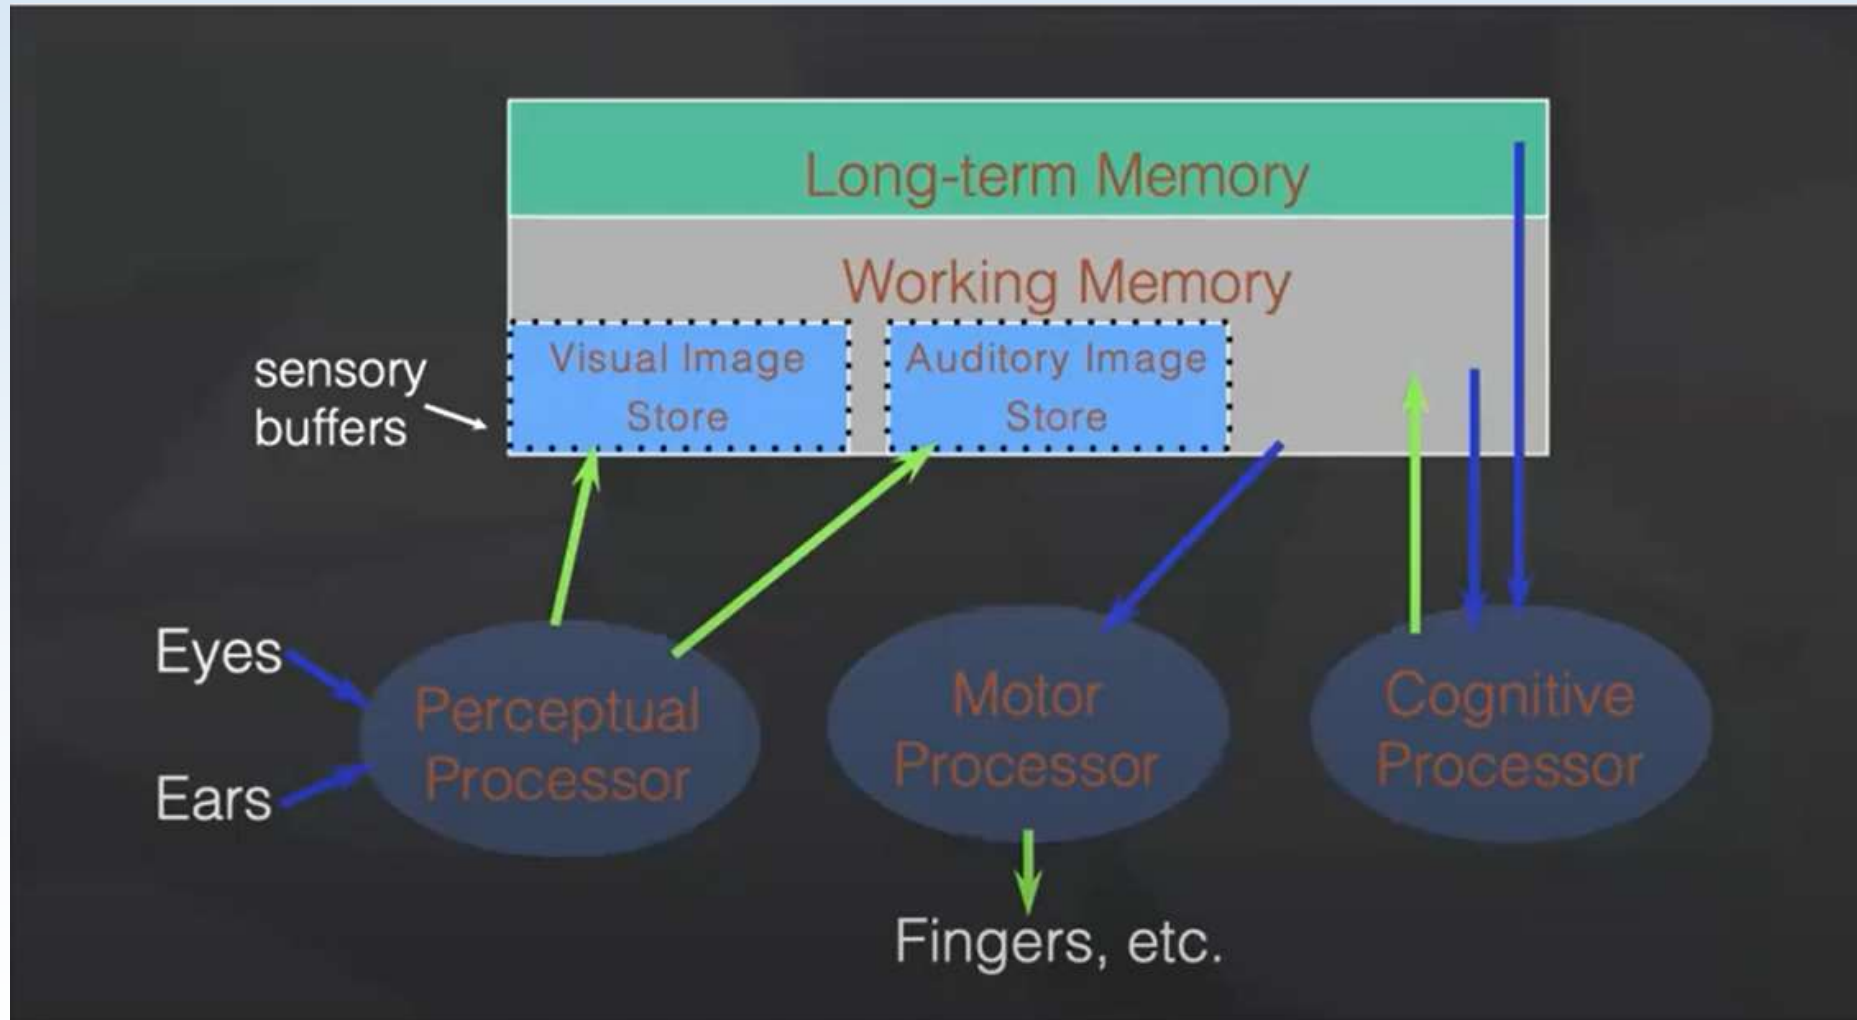 Long-term Memory
Working Memory
Visual Image
Store
Auditory Image
Store
sensory
buffers
Eyes
Ears
Perceptual
Processor
Motor
Processor
Cognitive
Processor
Fingers, etc.